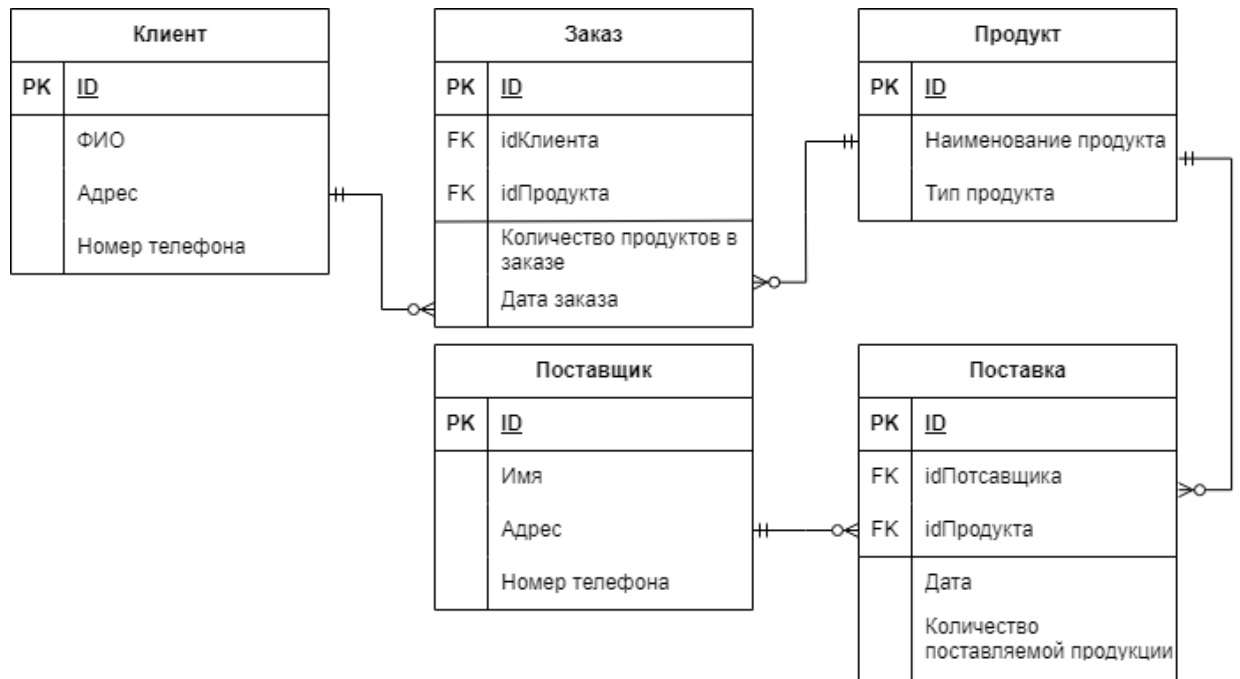 Клиент
PK ID
ФИО
Адрес
Номер телефона
Заказ
PK ID
FK idКлиента
FK idПродукта
Количество продуктов в
заказе
Дата заказа
Продукт
PK ID
Наименование продукта
Тип продукта
Поставщик
PK ID
Имя
Адрес
Номер телефона
Поставка
PK ID
FK idПотсавщика
FK idПродукта
Дата
Количество
поставляемой продукции